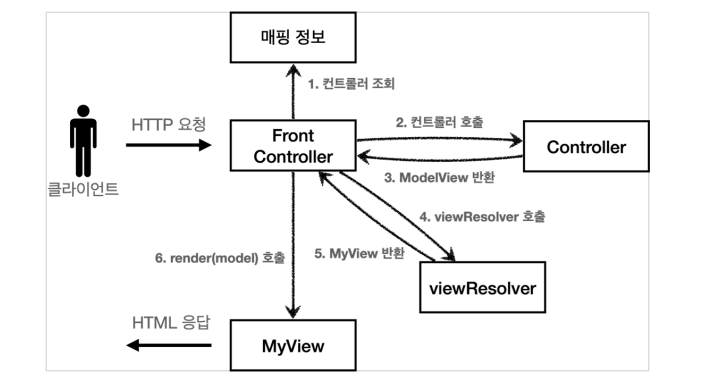 매핑 정보
1. 컨트롤러 조회
HTTP 요청
Front
Controller
2. 컨트롤러 호출
Controller
3. ModelView 반환
클라이언트
4. viewResolver 호출
5. MyView 반환
6. render(model) 호출
viewResolver
HTML 응답
MyView